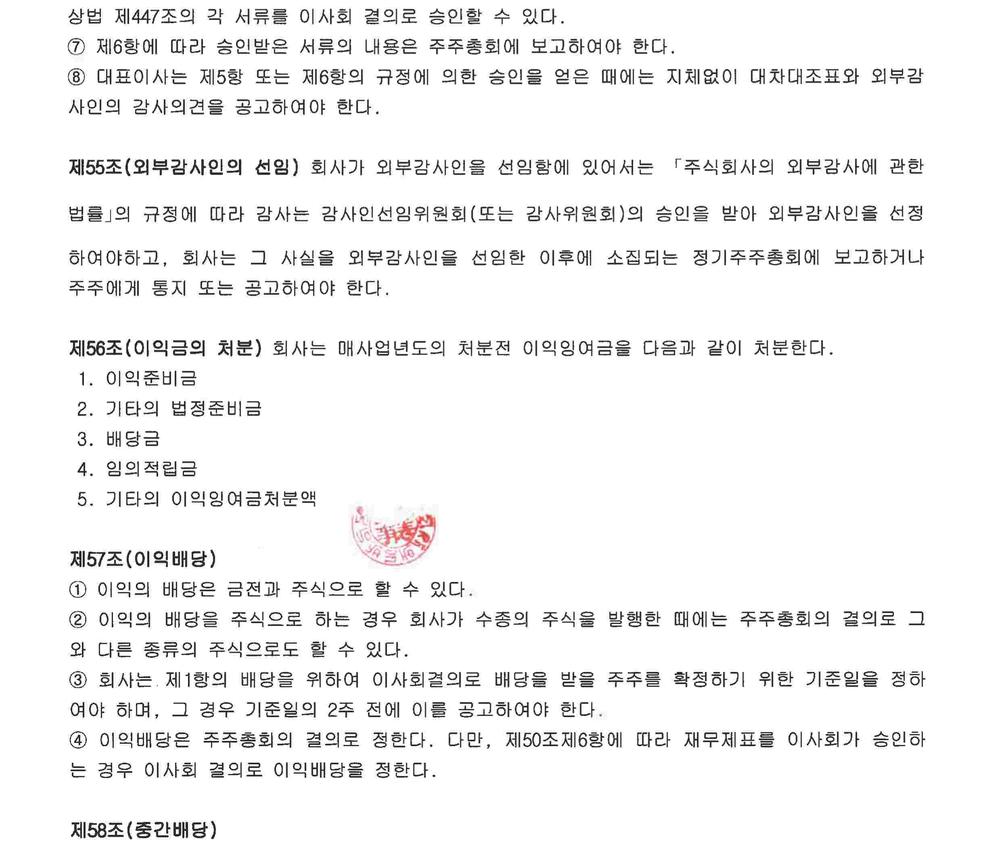 상법 제447조의 각 서류를 이사회 결의로 승인할 수 있다.
⑦ 제6항에 따라 승인받은 서류의 내용은 주주총회에 보고하여야 한다.
⑧ 대표이사는 제5항 또는 제6항의 규정에 의한 승인을 얻은 때에는 지체없이 대차대조표와 외부감
사인의 감사의견을 공고하여야 한다.
제55조(외부감사인의 선임) 회사가 외부감사인을 선임함에 있어서는 「주식회사의 외부감사에 관한
법률」의 규정에 따라 감사는 감사인선임위원회(또는 감사위원회)의 승인을 받아 외부감사인을 선정
하여야하고, 회사는 그 사실을 외부감사인을 선임한 이후에 소집되는 정기주주총회에 보고하거나
주주에게 통지 또는 공고하여야 한다.
제56조(이익금의 처분) 회사는 매사업년도의 처분전 이익잉여금을 다음과 같이 처분한다.
1. 이익준비금
2. 기타의 법정준비금
3. 배당금
4. 임의적립금
5. 기타의 이익잉여금처분액
제57조(이익배당)
① 이익의 배당은 금전과 주식으로 할 수 있다.
② 이익의 배당을 주식으로 하는 경우 회사가 수종의 주식을 발행한 때에는 주주총회의 결의로 그
와 다른 종류의 주식으로도 할 수 있다.
③ 회사는 제1항의 배당을 위하여 이사회결의로 배당을 받을 주주를 확정하기 위한 기준일을 정하
여야 하며, 그 경우 기준일의 2주 전에 이를 공고하여야 한다.
④ 이익배당은 주주총회의 결의로 정한다. 다만, 제50조제6항에 따라 재무제표를 이사회가 승인하
는 경우 이사회 결의로 이익배당을 정한다.
제58조(중간배당)